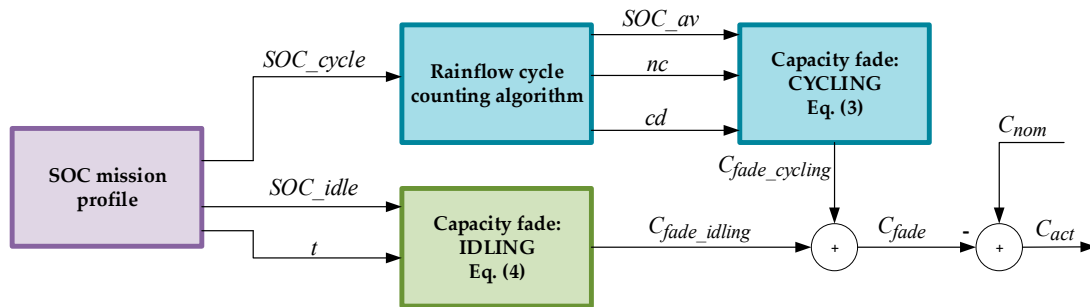 SOC_av
Capacity fade:
CYCLING
Eq. (3)
SOC_cycle
Rainflow cycle
counting algorithm
nc
cd
C_nom
SOC mission
profile
C_fade_cycling
SOC_idle
Capacity fade:
IDLING
Eq. (4)
t
C_fade_idling
+
C_fade
-
+
C_act